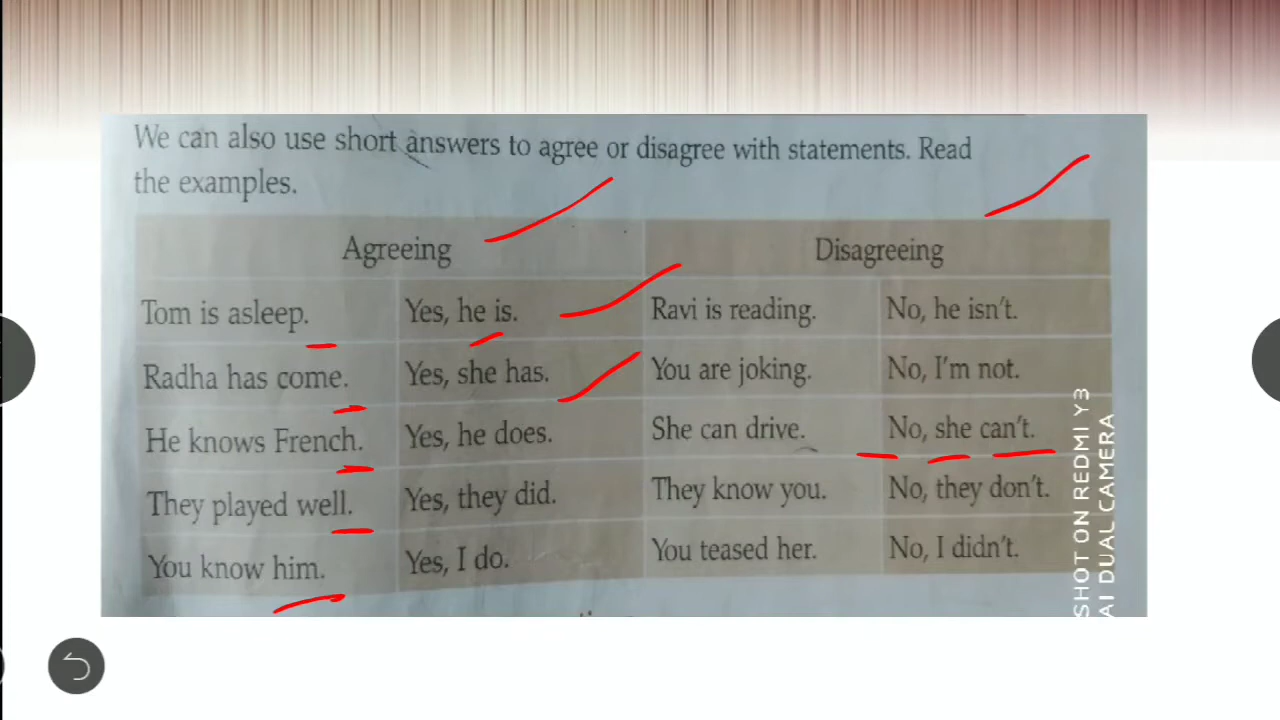 We can also use short answers to agree or disagree with statements. Read
the examples.
Agreeing Disagreeing
Tom is asleep. Yes, he is. Ravi is reading. No, he isn't.
Radha has come. Yes, she has. You are joking. No, I'm not.
He knows French. Yes, he does. She can drive. No, she can't.
They played well. Yes, they did. They know you. No, they don't.
You know him. Yes, I do. You teased her. No, I didn't.
SHOT ON REDMI Y3
AI DUAL CAMERA